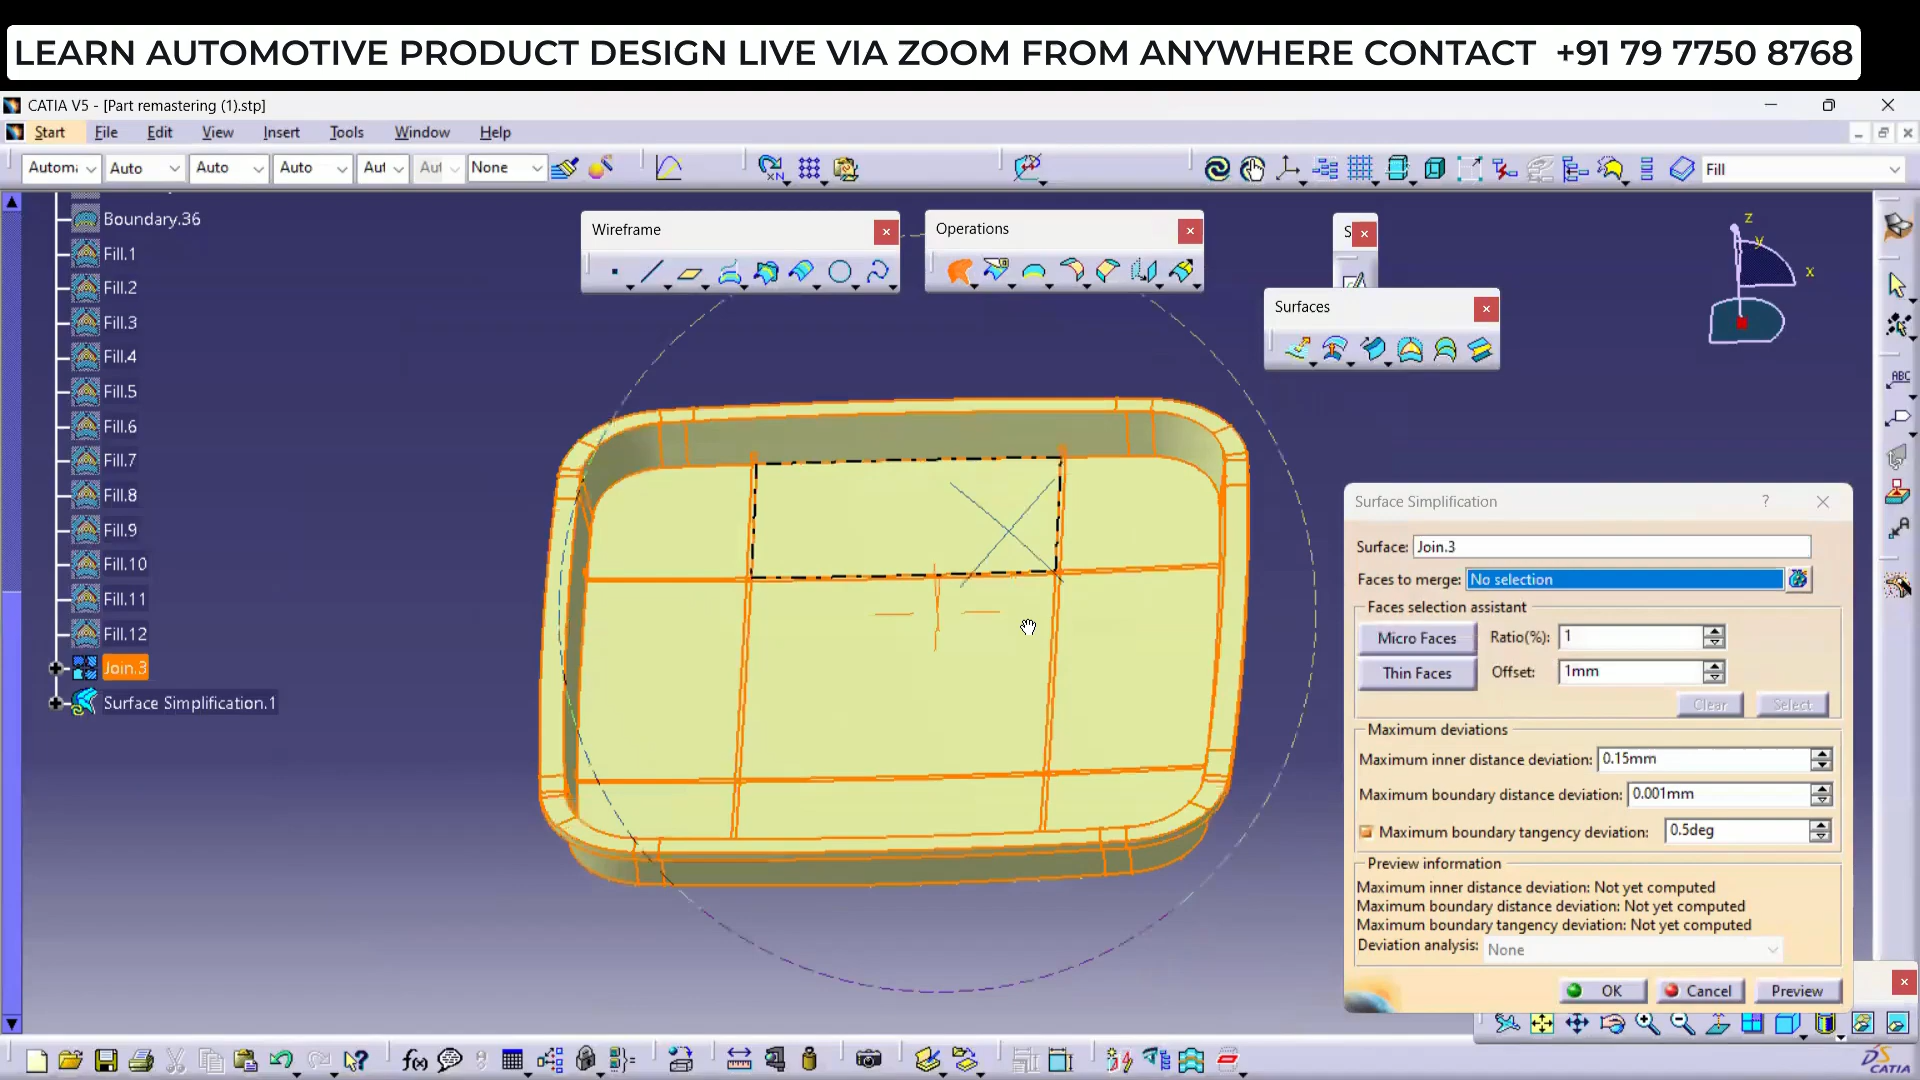 LEARN AUTOMOTIVE PRODUCT DESIGN LIVE VIA ZOOM FROM ANYWHERE CONTACT +91 79 7750 8768
CATIA V5 - [Part remastering (1).stp]
Start File Edit View Insert Tools Window Help
Auto Auto Auto Aut Aut None Fill
Boundary.36
Fill.1
Fill.2
Fill.3
Fill.4
Fill.5
Fill.6
Fill.7
Fill.8
Fill.9
Fill.10
Fill.11
Fill.12
Join.3
Surface Simplification.1
Wireframe
Operations
S
Surfaces
z
y
x
ABC
Surface Simplification
Surface: Join.3
Faces to merge: No selection
Faces selection assistant
Micro Faces Ratio(%): 1
Thin Faces Offset: 1mm
Clear Select
Maximum deviations
Maximum inner distance deviation: 0.15mm
Maximum boundary distance deviation: 0.001mm
Maximum boundary tangency deviation: 0.5deg
Preview information
Maximum inner distance deviation: Not yet computed
Maximum boundary distance deviation: Not yet computed
Maximum boundary tangency deviation: Not yet computed
Deviation analysis: None
OK Cancel Preview
f(x)
CATIA